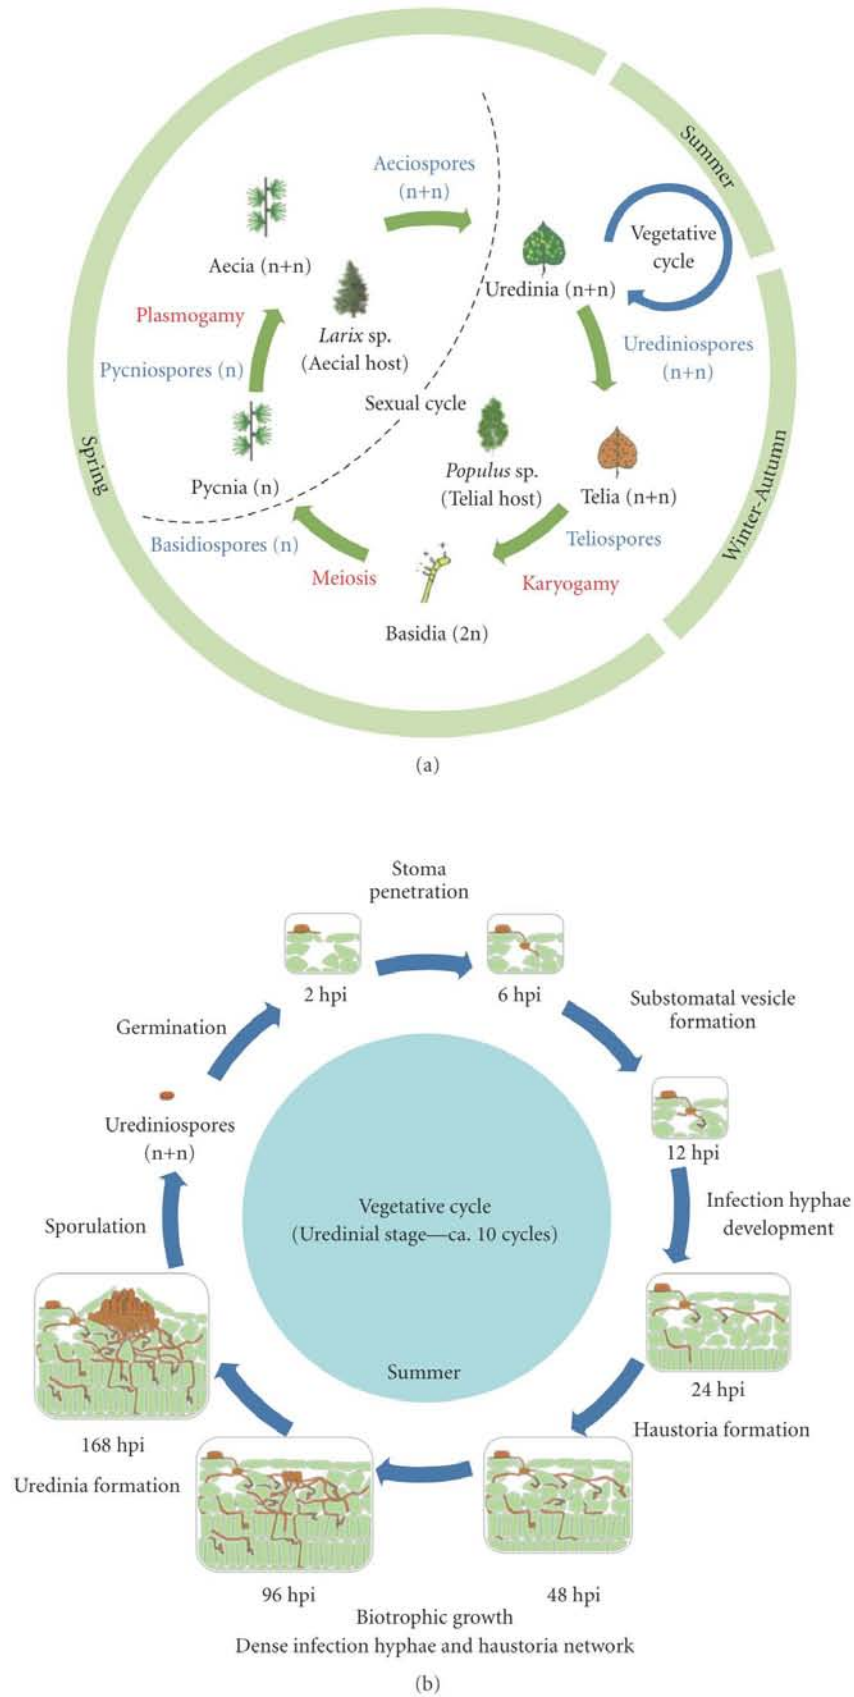 Summer
Aeciospores
(n+n)
Vegetative
cycle
Aecia (n+n)
Uredinia (n+n)
Plasmogamy
Larix sp.
(Aecial host)
Urediniospores
(n+n)
Pycniospores (n)
Sexual cycle
Spring
Populus sp.
(Telial host)
Pycnia (n)
Telia (n+n)
Winter-Autumn
Basidiospores (n)
Teliospores
Meiosis
Karyogamy
Basidia (2n)
(a)
Stoma
penetration
2 hpi
6 hpi
Germination
Substomatal vesicle
formation
Urediniospores
(n+n)
12 hpi
Vegetative cycle
(Uredinial stage—ca. 10 cycles)
Infection hyphae
development
Sporulation
Summer
24 hpi
Haustoria formation
168 hpi
Uredinia formation
96 hpi
48 hpi
Biotrophic growth
Dense infection hyphae and haustoria network
(b)